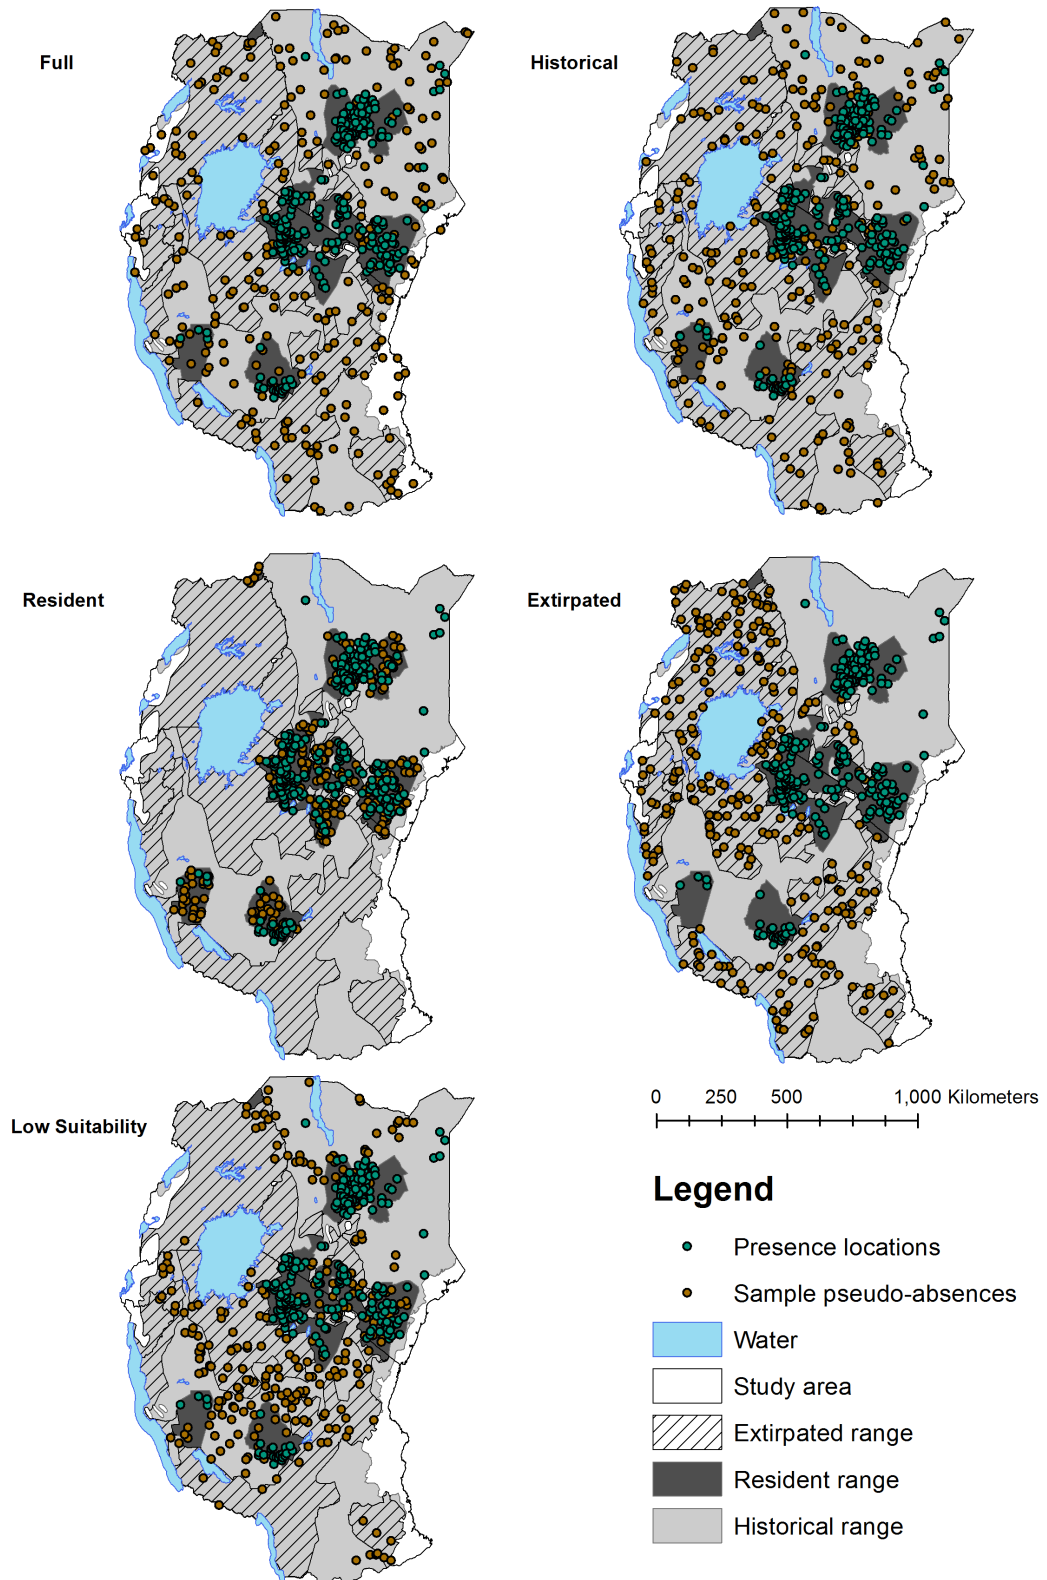 Full
Historical
Resident
Extirpated
Low Suitability
0 250 500 1,000 Kilometers
Legend
Presence locations
Sample pseudo-absences
Water
Study area
Extirpated range
Resident range
Historical range